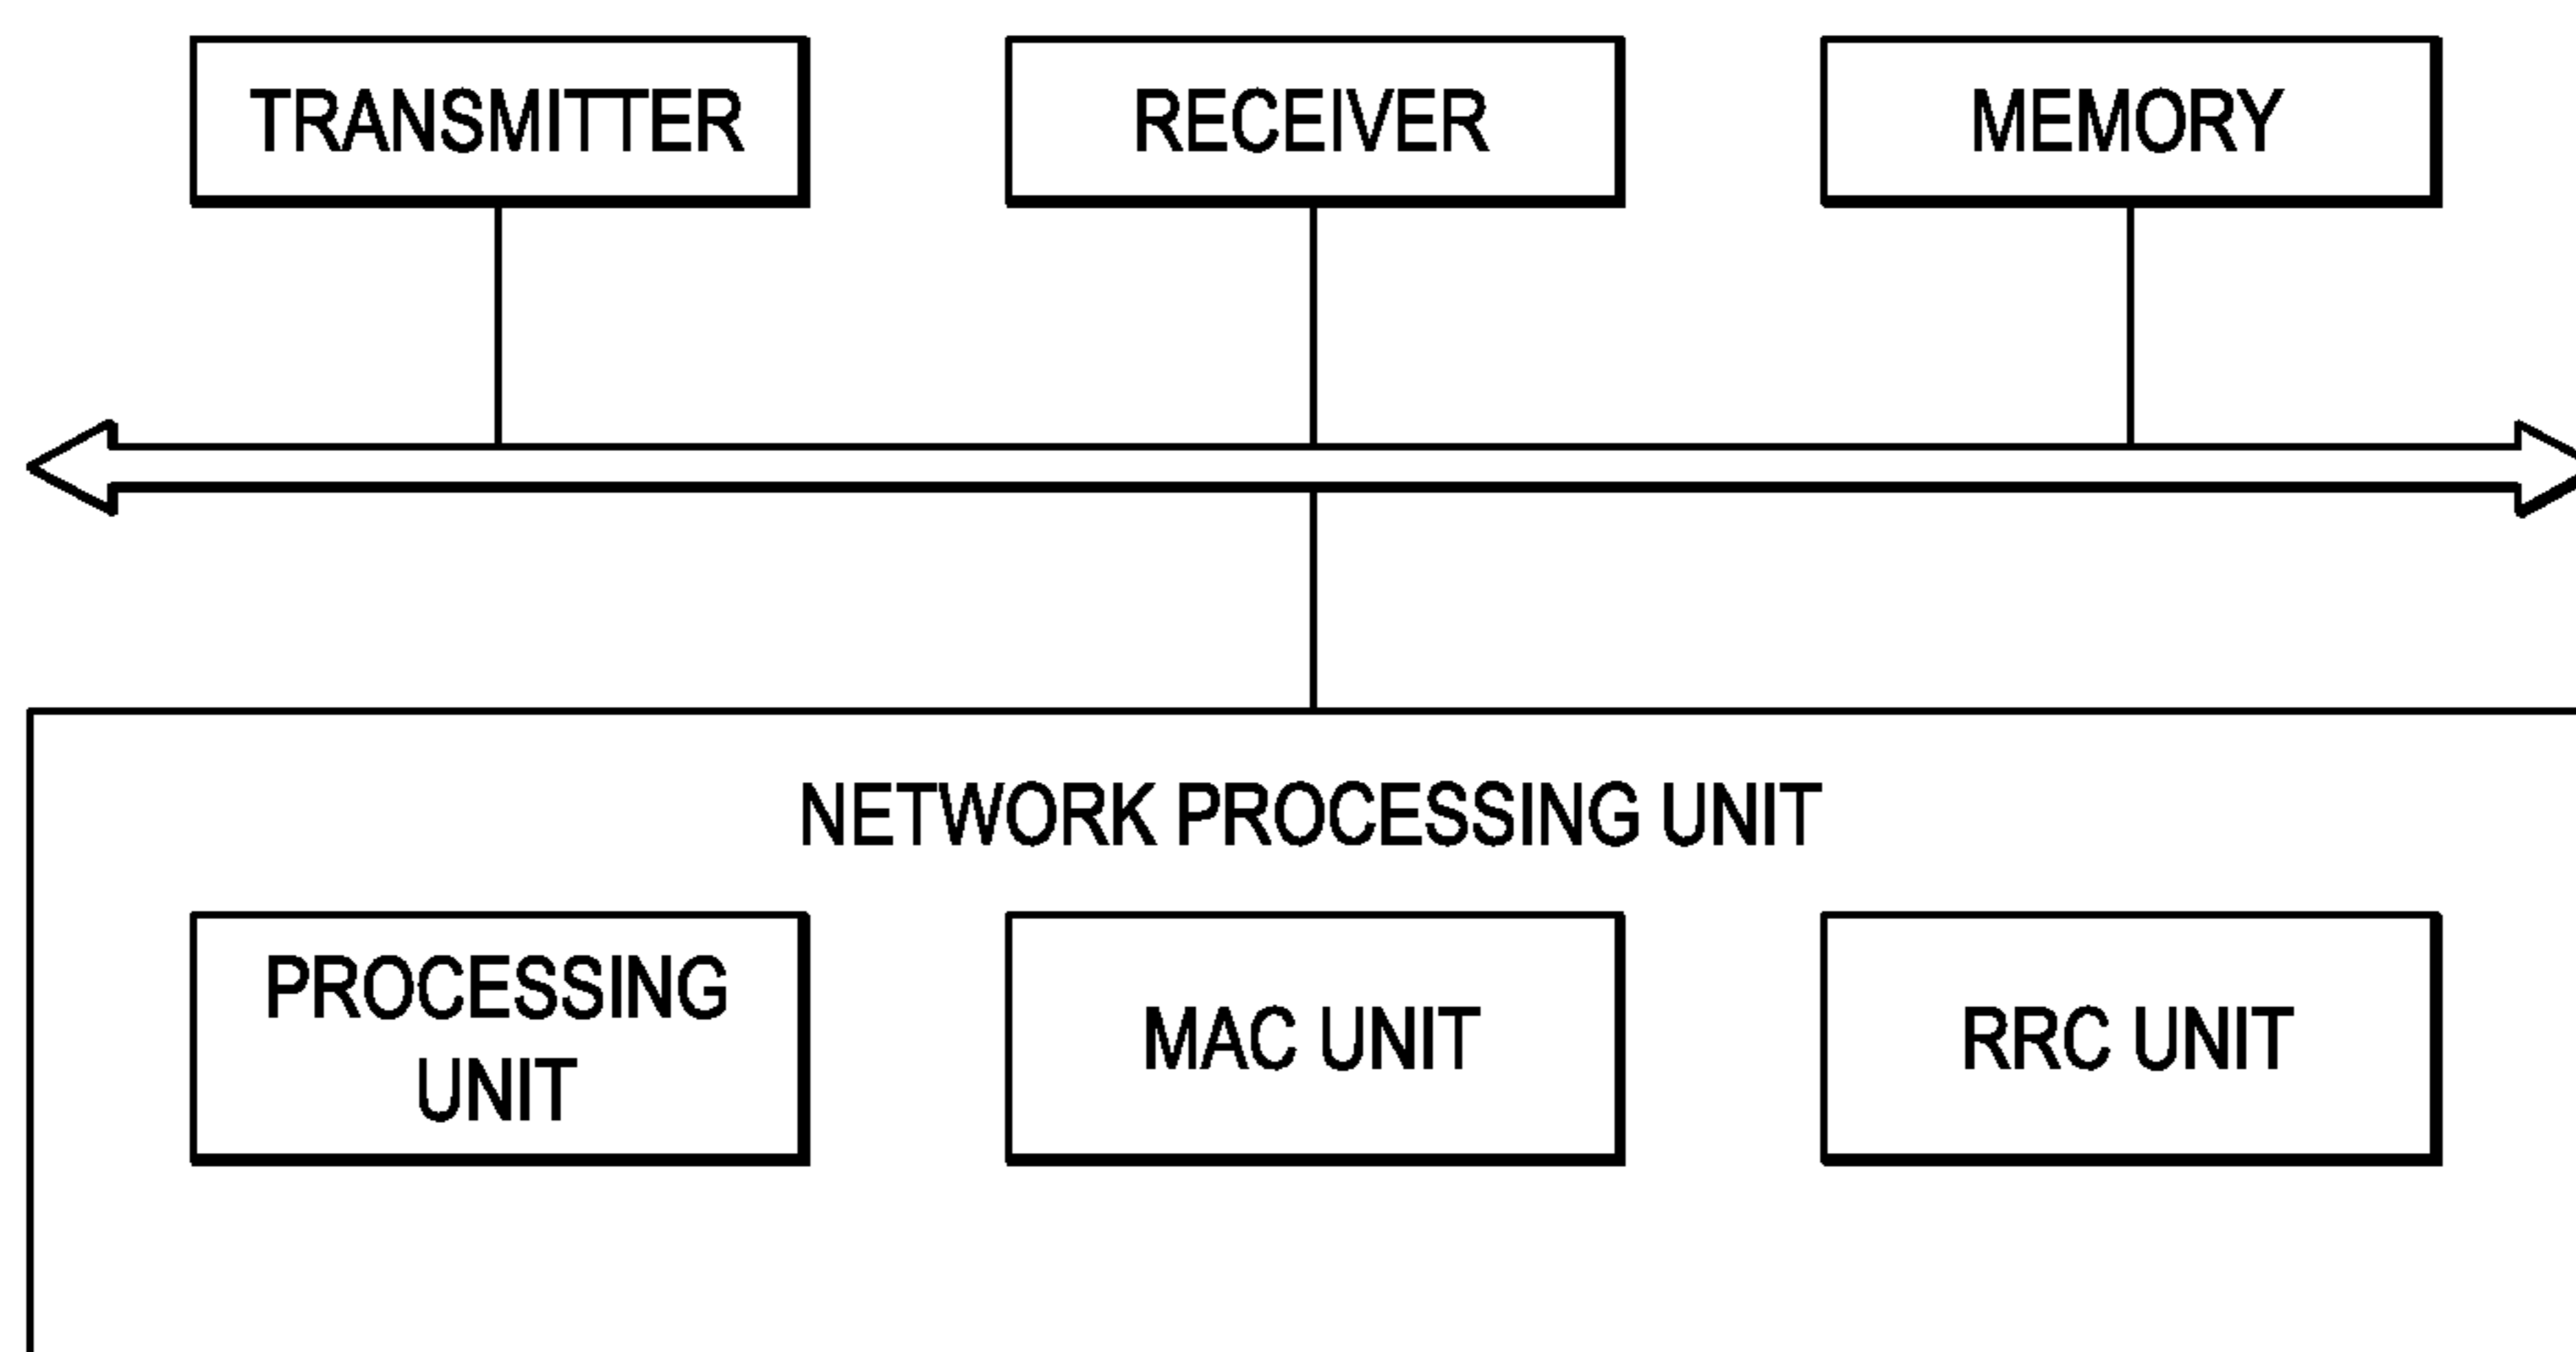 TRANSMITTER
RECEIVER
MEMORY
NETWORK PROCESSING UNIT
PROCESSING
UNIT
MAC UNIT
RRC UNIT